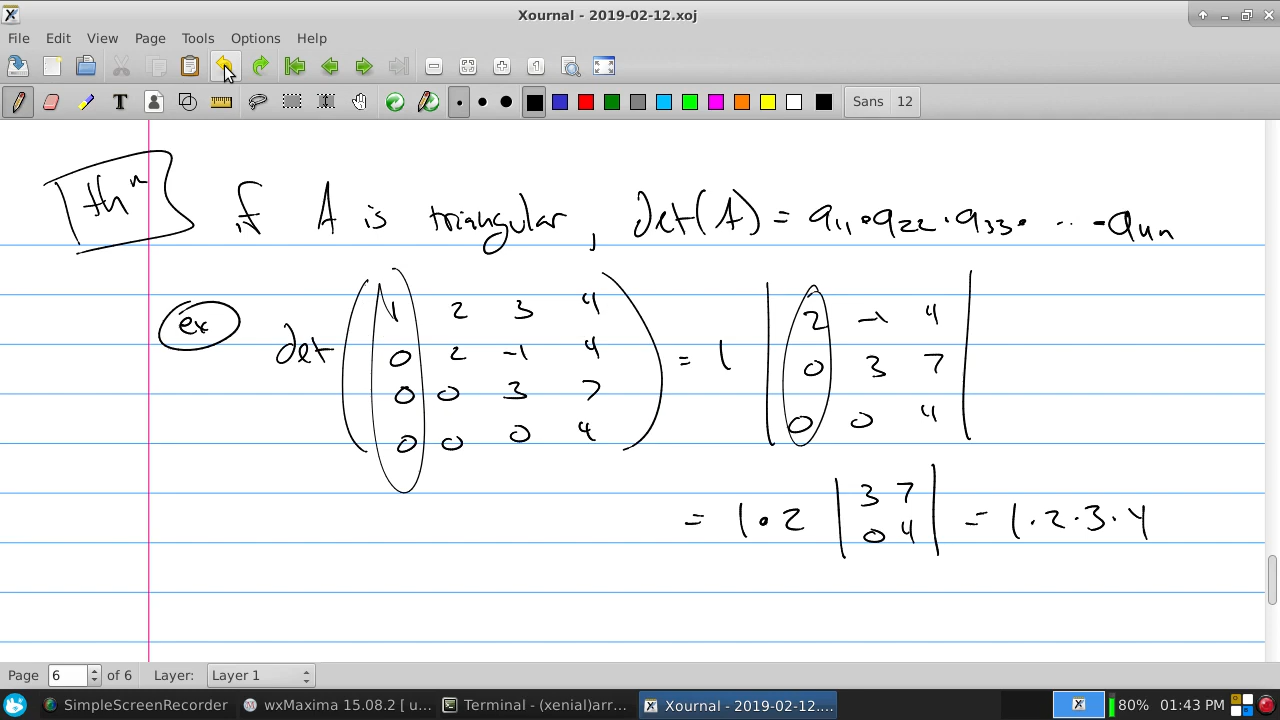 Xournal - 2019-02-12.xoj
File Edit View Page Tools Options Help
Sans 12
thⁿ if A is triangular, det(A) = a₁₁·a₂₂·a₃₃· ... ·aₙₙ
ex det ( 1 2 3 4 = 1 | 2 -1 4 |
0 2 -1 4 0 3 7
0 0 3 7 0 0 4
0 0 0 4 )
= 1·2 | 3 7 = 1·2·3·4
0 4 |
Page 6 of 6 Layer: Layer 1
SimpleScreenRecorder wxMaxima 15.08.2 [ u... Terminal - (xenial)arr... Xournal - 2019-02-12.... 80% 01:43 PM